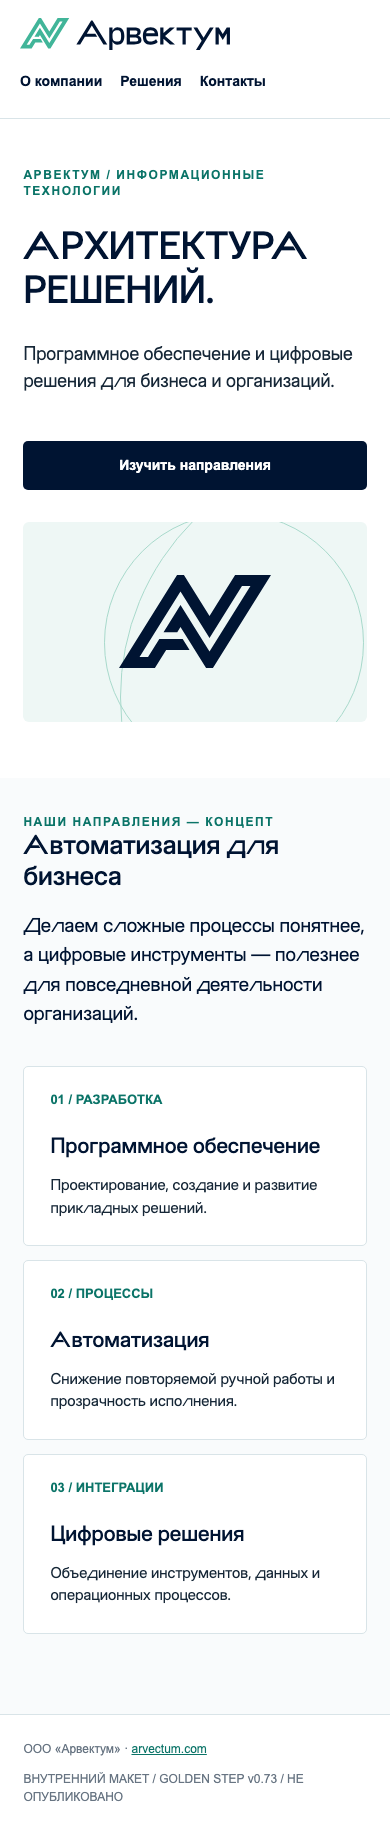 Арвектум
О компании Решения Контакты
АРВЕКТУМ / ИНФОРМАЦИОННЫЕ
ТЕХНОЛОГИИ
АРХИТЕКТУРА
РЕШЕНИЙ.
Программное обеспечение и цифровые
решения для бизнеса и организаций.
Изучить направления
НАШИ НАПРАВЛЕНИЯ — КОНЦЕПТ
Автоматизация для
бизнеса
Делаем сложные процессы понятнее,
а цифровые инструменты — полезнее
для повседневной деятельности
организаций.
01 / РАЗРАБОТКА
Программное обеспечение
Проектирование, создание и развитие
прикладных решений.
02 / ПРОЦЕССЫ
Автоматизация
Снижение повторяемой ручной работы и
прозрачность исполнения.
03 / ИНТЕГРАЦИИ
Цифровые решения
Объединение инструментов, данных и
операционных процессов.
ООО «Арвектум» · arvectum.com
ВНУТРЕННИЙ МАКЕТ / GOLDEN STEP v0.73 / НЕ
ОПУБЛИКОВАНО